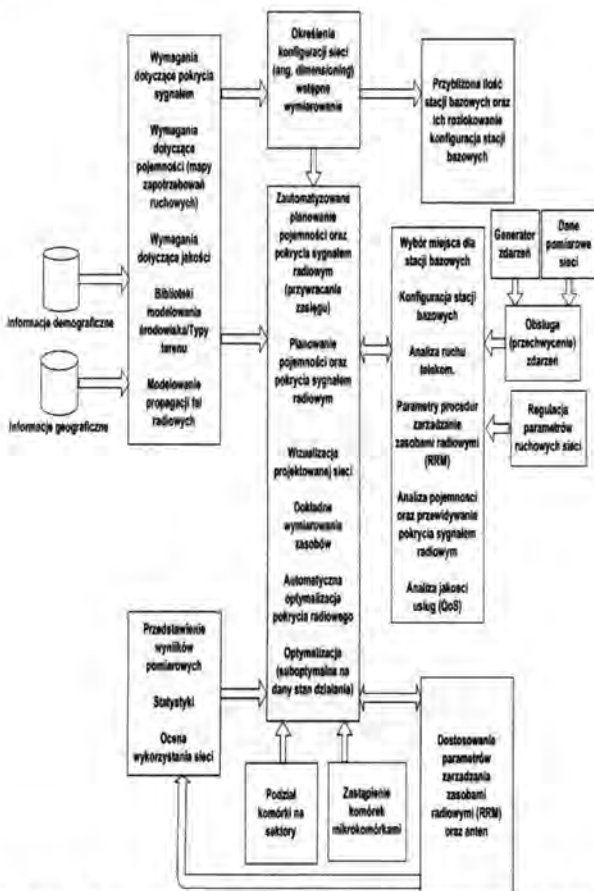 Wymagania
dotyczące pokrycia
sygnałem
Wymagania
dotyczące
pojemności (mapy
zapotrzebowań
ruchowych)
Wymagania
dotyczące jakości
Biblioteki
modelowania
środowiska/Typy
terenu
Modelowanie
propagacji fal
radiowych
Informacje demograficzne
Informacje geograficzne
Określenia
konfiguracji sieci
(ang. dimensioning)
wstępne
wymiarowanie
Przybliżona ilość
stacji bazowych oraz
ich rozlokowanie
konfiguracja stacji
bazowych
Zautomatyzowane
planowanie
pojemności oraz
pokrycia sygnałem
radiowym
(przywracania
zasięgu)
Planowanie
pojemności oraz
pokrycia sygnałem
radiowym
Wizualizacja
projektowanej sieci
Dokładne
wymiarowanie
zasobów
Automatyczna
optymalizacja
pokrycia radiowego
Optymalizacja
(suboptymalna na
dany stan działania)
Wybór miejsca dla
stacji bazowych
Konfiguracja stacji
bazowych
Analiza ruchu
telekom.
Parametry procedur
zarządzanie
zasobami radiowymi
(RRM)
Analiza pojemności
oraz przewidywanie
pokrycia sygnałem
radiowym
Analiza jakości
usług (QoS)
Generator
zdarzeń
Dane
pomiarowe
sieci
Obsługa
(przechwycenie)
zdarzeń
Regulacja
parametrów
ruchowych sieci
Przedstawienie
wyników
pomiarowych
Statystyki
Ocena
wykorzystania sieci
Podział
komórki na
sektory
Zastąpienie
komórek
mikrokomórkami
Dostosowania
parametrów
zarządzania
zasobami
radiowymi (RRM)
oraz anten